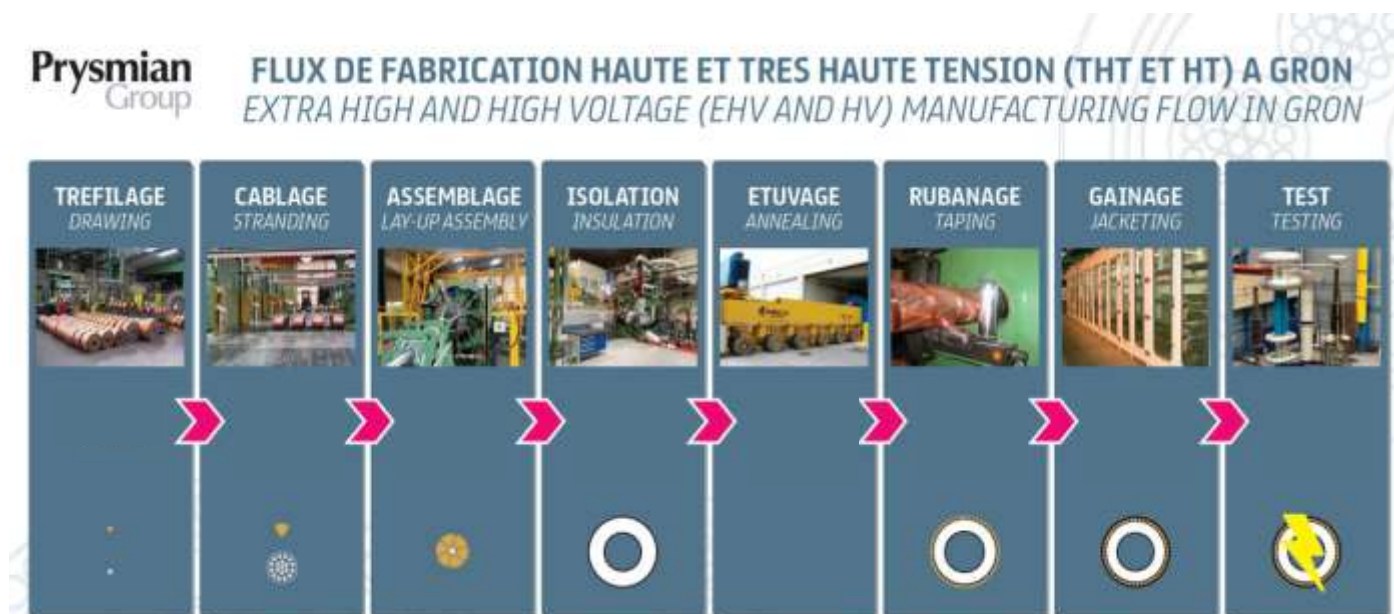 Prysmian
Group
FLUX DE FABRICATION HAUTE ET TRES HAUTE TENSION (THT ET HT) A GRON
EXTRA HIGH AND HIGH VOLTAGE (EHV AND HV) MANUFACTURING FLOW IN GRON
TREFILAGE
DRAWING
CABLAGE
STRANDING
ASSEMBLAGE
LAY-UP ASSEMBLY
ISOLATION
INSULATION
ETUVAGE
ANNEALING
RUBANAGE
TAPING
GAINAGE
JACKETING
TEST
TESTING